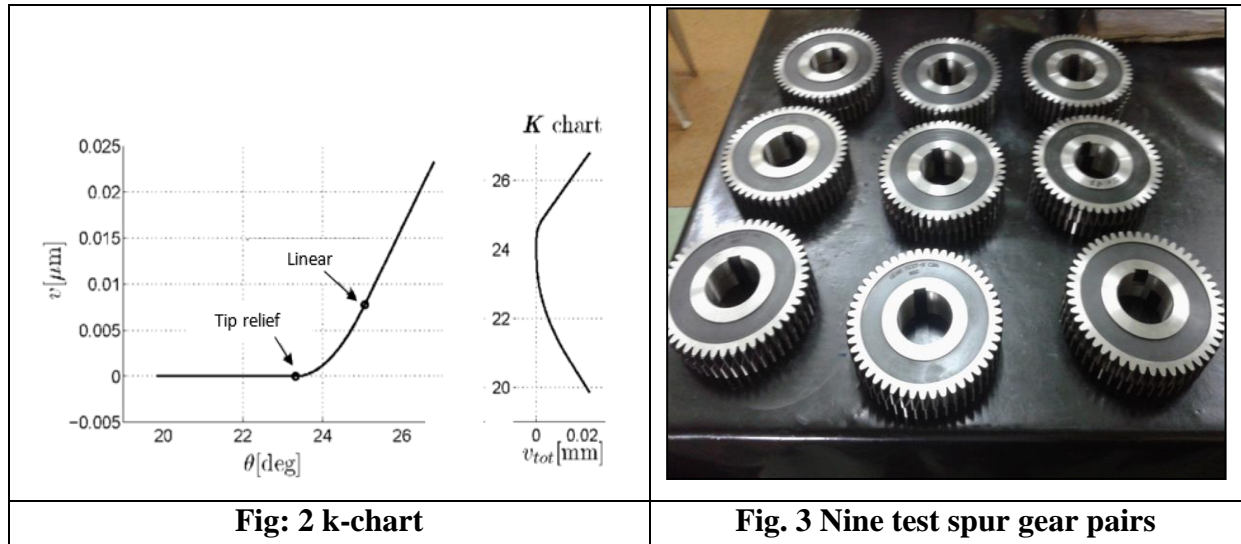 K chart
0.025
0.02
0.015
0.01
0.005
0
−0.005
v[μm]
Linear
Tip relief
20
22
24
26
θ[deg]
26
24
22
20
0
0.02
v_tot[mm]
Fig: 2 k-chart
Fig. 3 Nine test spur gear pairs